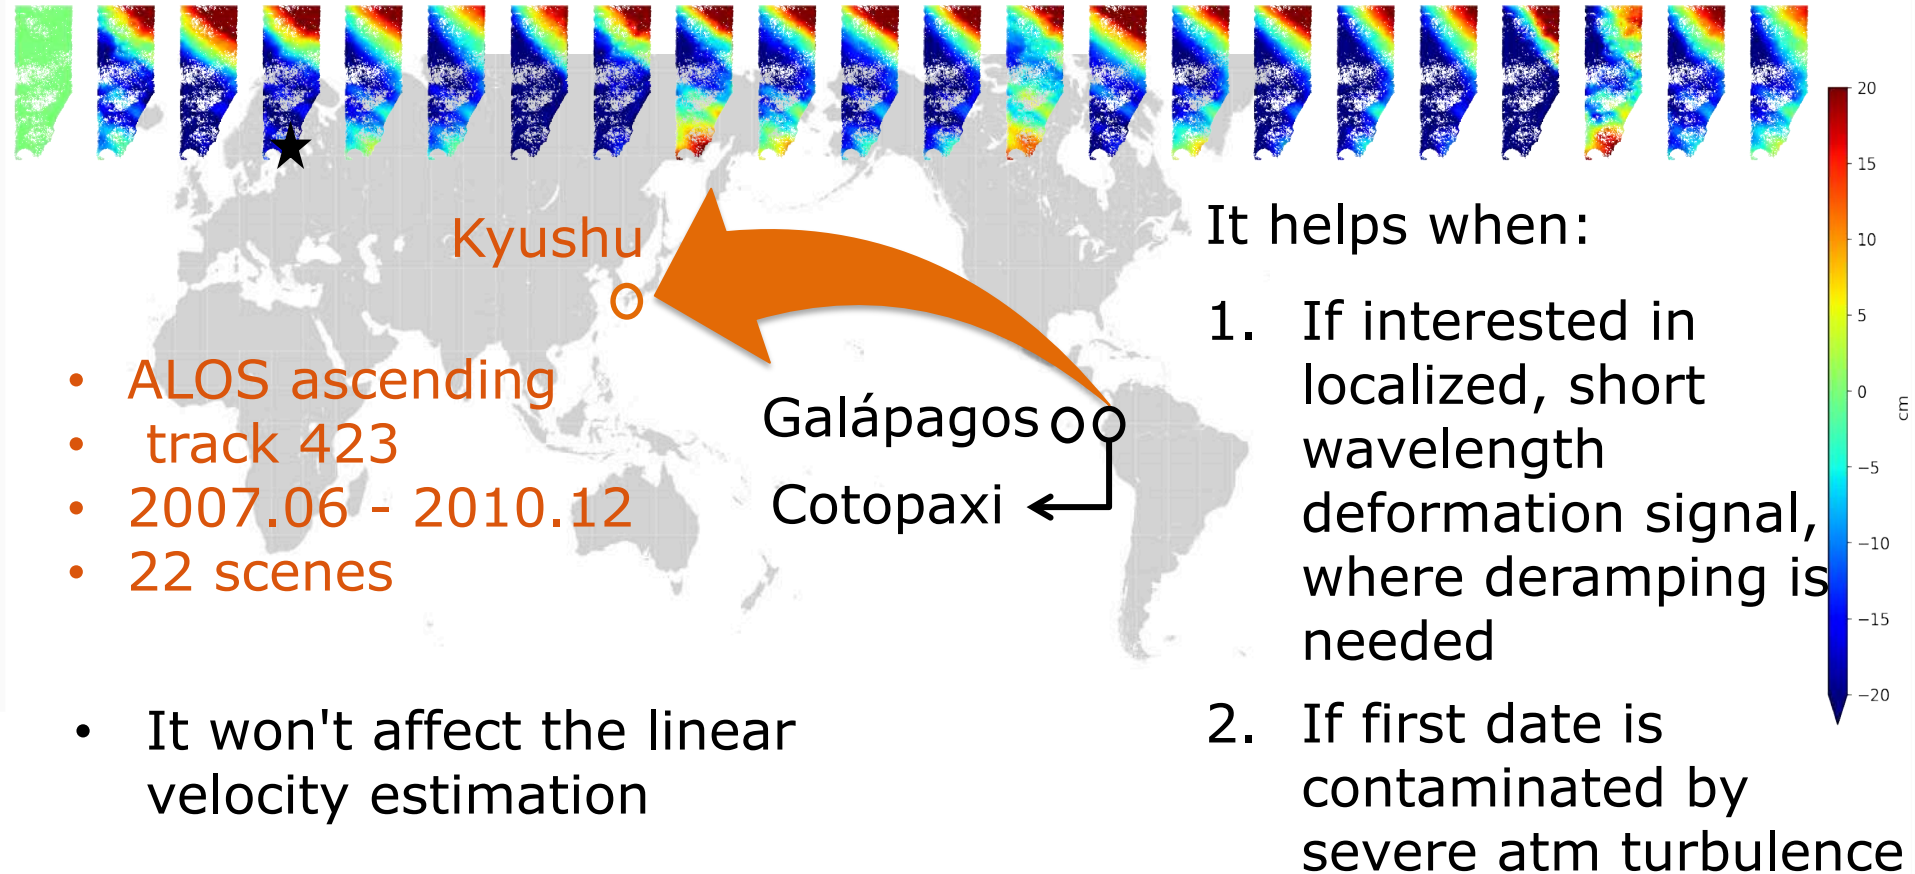 Kyushu
• ALOS ascending
• track 423
• 2007.06 - 2010.12
• 22 scenes
• It won't affect the linear
velocity estimation
Galápagos
Cotopaxi
It helps when:
1. If interested in
localized, short
wavelength
deformation signal,
where deramping is
needed
2. If first date is
contaminated by
severe atm turbulence
20
15
10
5
0
−5
−10
−15
−20
cm